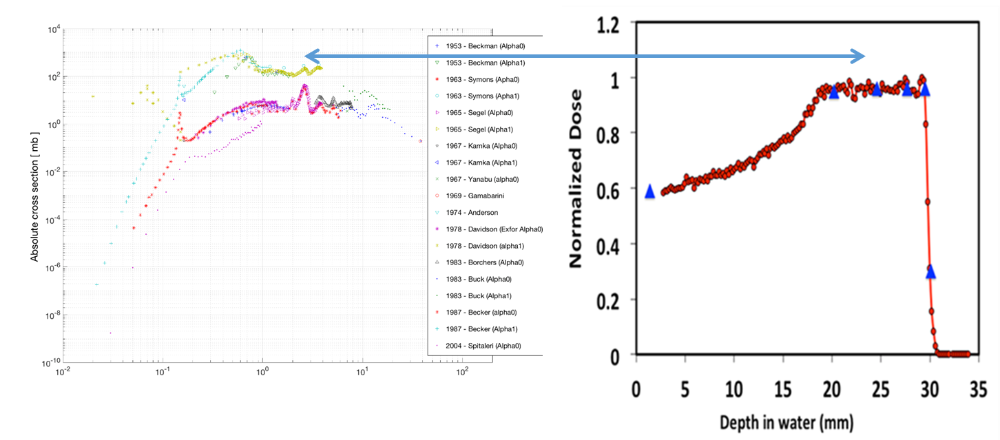 10^4
10^2
10^0
10^-2
10^-4
10^-6
10^-8
10^-10
10^-2
10^-1
10^0
10^1
10^2
Absolute cross section [ mb ]
1953 - Beckman (Alpha0)
1953 - Beckman (Alpha1)
1963 - Symons (Apha0)
1963 - Symons (Apha1)
1965 - Segel (Alpha0)
1965 - Segel (Alpha1)
1967 - Kamka (Alpha0)
1967 - Kamka (Alpha1)
1967 - Yanabu (alpha0)
1969 - Gamabarini
1974 - Anderson
1978 - Davidson (Exfor Alpha0)
1978 - Davidson (alpha1)
1983 - Borchers (Alpha0)
1983 - Buck (Alpha0)
1983 - Buck (Alpha1)
1987 - Becker (alpha0)
1987 - Becker (Alpha1)
2004 - Spitaleri (Alpha0)
Normalized Dose
1.2
1
0.8
0.6
0.4
0.2
0
0 5 10 15 20 25 30 35
Depth in water (mm)